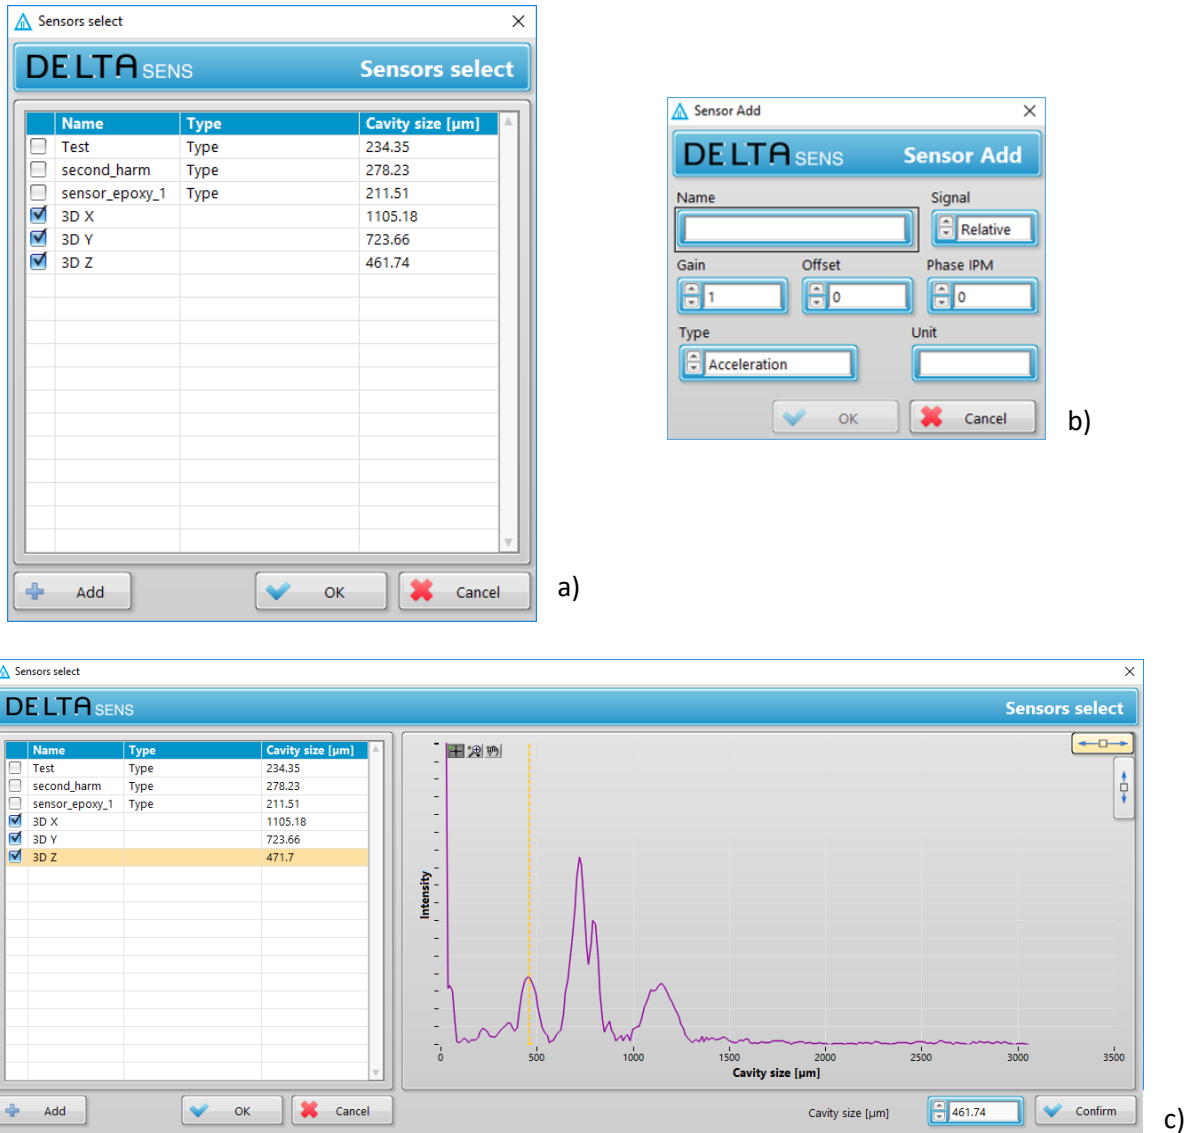 Sensors select
DELTA SENS Sensors select
Name Type Cavity size [µm]
Test Type 234.35
second_harm Type 278.23
sensor_epoxy_1 Type 211.51
3D X 1105.18
3D Y 723.66
3D Z 461.74
Add OK Cancel
a)
Sensor Add
DELTA SENS Sensor Add
Name Signal
Relative
Gain Offset Phase IPM
1 0 0
Type Unit
Acceleration
OK Cancel
b)
Sensors select
DELTA SENS Sensors select
Name Type Cavity size [µm]
Test Type 234.35
second_harm Type 278.23
sensor_epoxy_1 Type 211.51
3D X 1105.18
3D Y 723.66
3D Z 471.7
Intensity
0 500 1000 1500 2000 2500 3000 3500
Cavity size [µm]
Add OK Cancel
Cavity size [µm] 461.74 Confirm
c)